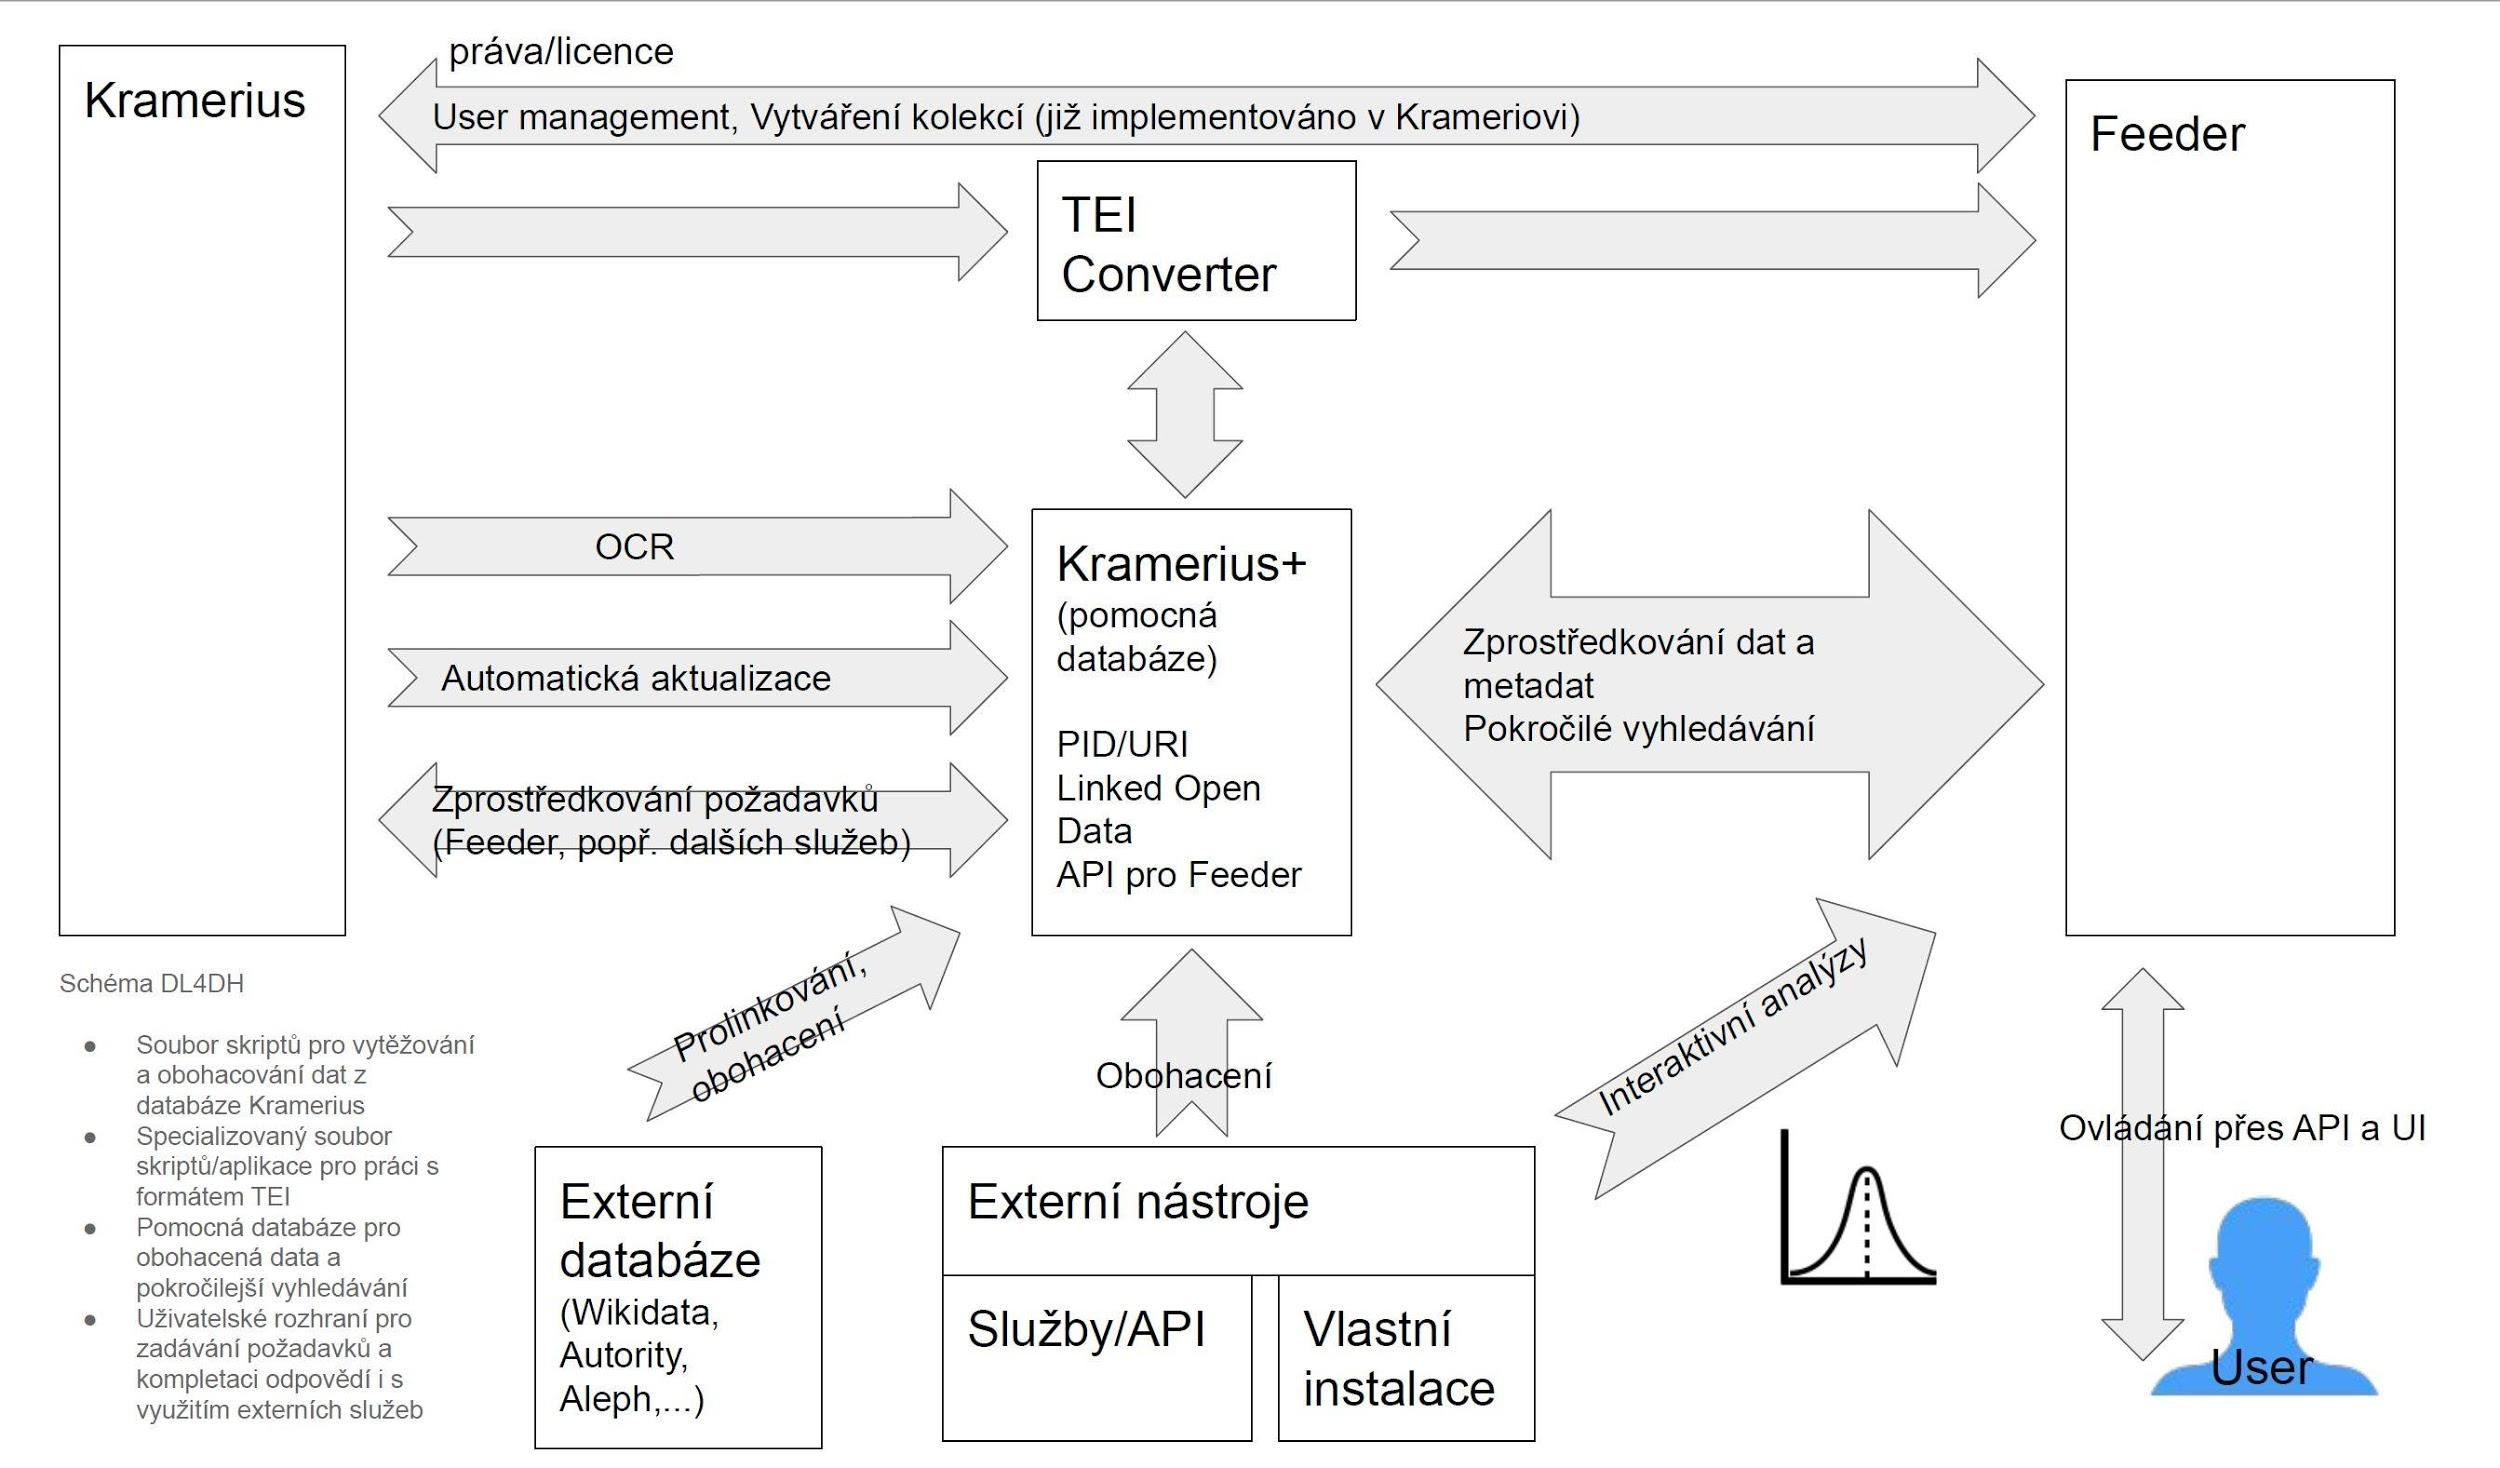 Kramerius
práva/licence
User management, Vytváření kolekcí (již implementováno v Krameriovi)
Feeder
TEI
Converter
OCR
Automatická aktualizace
Zprostředkování požadavků
(Feeder, popř. dalších služeb)
Kramerius+
(pomocná
databáze)
PID/URI
Linked Open
Data
API pro Feeder
Zprostředkování dat a
metadat
Pokročilé vyhledávání
Schéma DL4DH
● Soubor skriptů pro vytěžování
a obohacování dat z
databáze Kramerius
● Specializovaný soubor
skriptů/aplikace pro práci s
formátem TEI
● Pomocná databáze pro
obohacená data a
pokročilejší vyhledávání
● Uživatelské rozhraní pro
zadávání požadavků a
kompletaci odpovědí i s
využitím externích služeb
Prolinkování,
obohacení
Obohacení
Interaktivní analýzy
Ovládání přes API a UI
Externí
databáze
(Wikidata,
Autority,
Aleph,...)
Externí nástroje
Služby/API
Vlastní
instalace
User